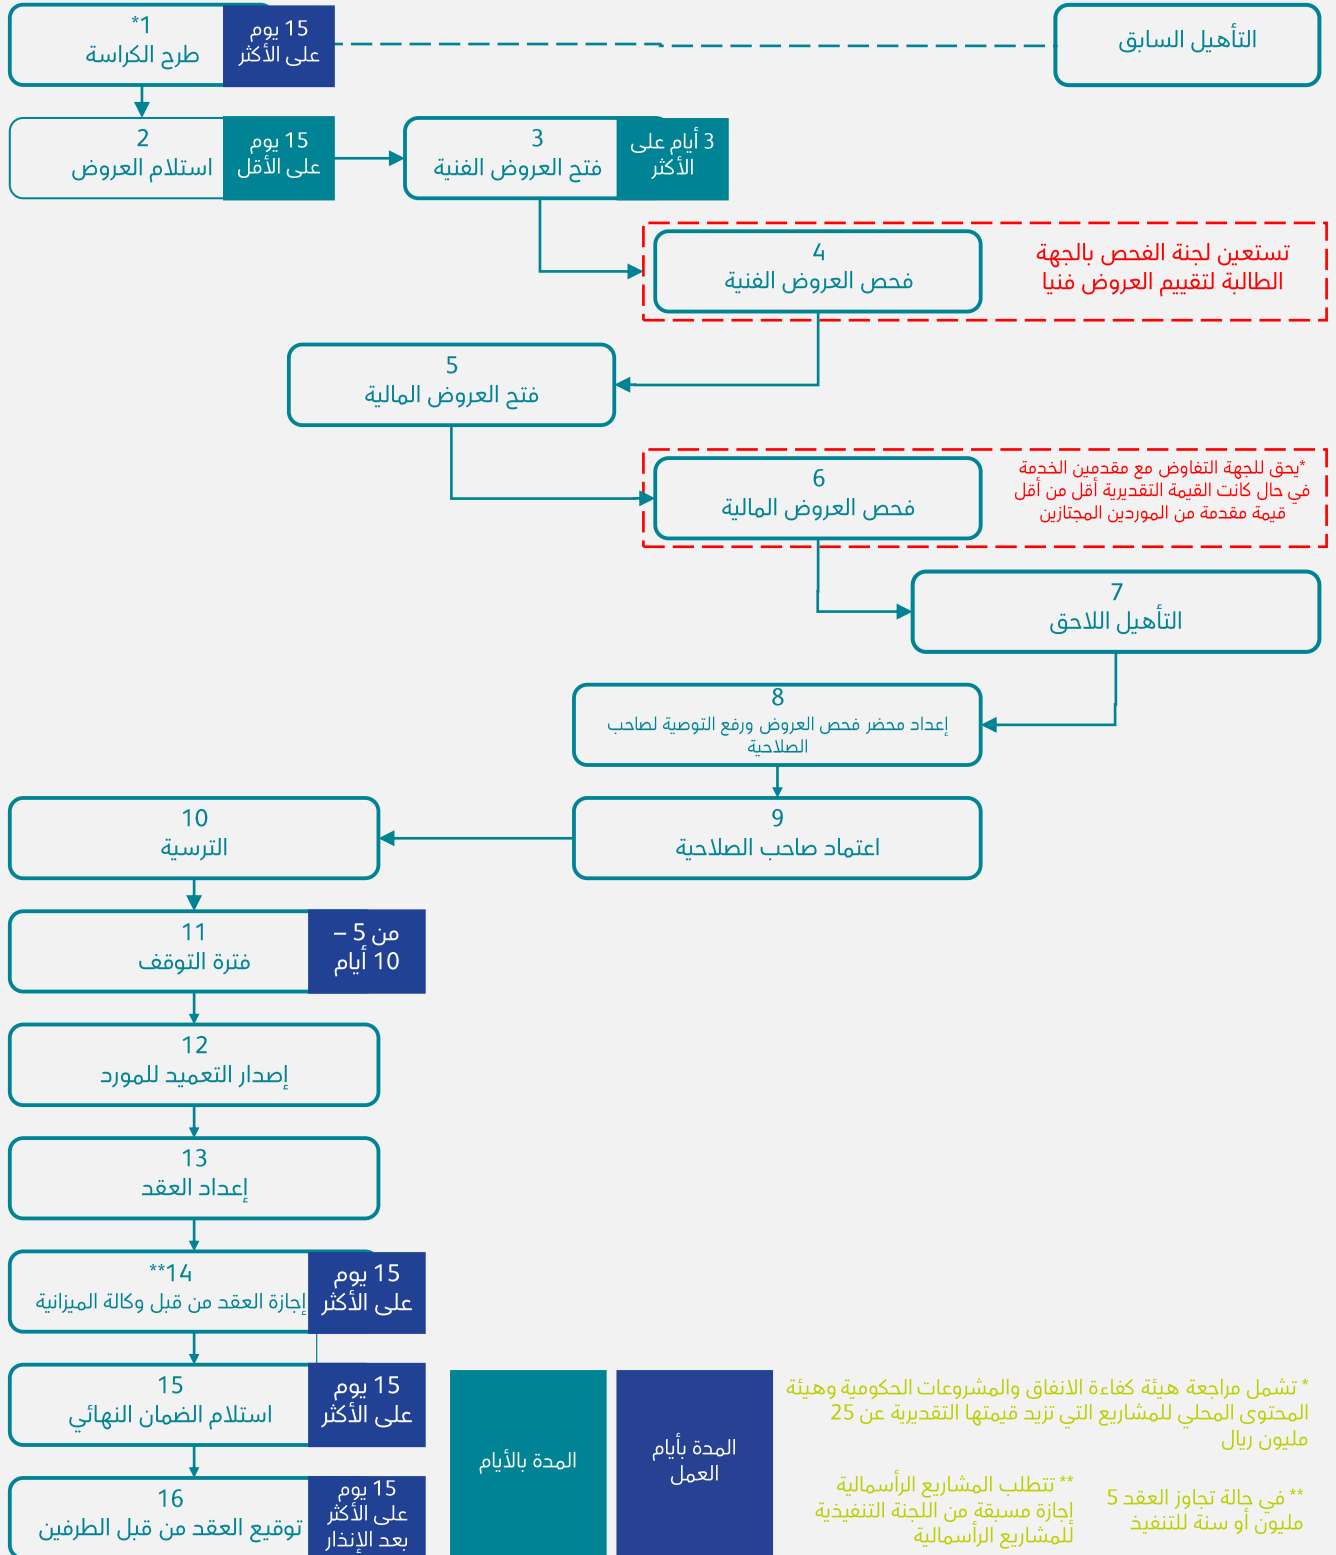 التأهيل السابق
1*
طرح الكراسة
15 يوم
على الأكثر
2
استلام العروض
15 يوم
على الأقل
3
فتح العروض الفنية
3 أيام على
الأكثر
4
فحص العروض الفنية
تستعين لجنة الفحص بالجهة
الطالبة لتقييم العروض فنيا
5
فتح العروض المالية
6
فحص العروض المالية
*يحق للجهة التفاوض مع مقدمين الخدمة
في حال كانت القيمة التقديرية أقل من أقل
قيمة مقدمة من الموردين المجتازين
7
التأهيل اللاحق
8
إعداد محضر فحص العروض ورفع التوصية لصاحب
الصلاحية
9
اعتماد صاحب الصلاحية
10
الترسية
11
فترة التوقف
من 5 –
10 أيام
12
إصدار التعميد للمورد
13
إعداد العقد
14**
إجازة العقد من قبل وكالة الميزانية
15 يوم
على الأكثر
15
استلام الضمان النهائي
15 يوم
على الأكثر
16
توقيع العقد من قبل الطرفين
15 يوم
على الأكثر
بعد الإنذار
المدة بالأيام
المدة بأيام
العمل
* تشمل مراجعة هيئة كفاءة الانفاق والمشروعات الحكومية وهيئة
المحتوى المحلي للمشاريع التي تزيد قيمتها التقديرية عن 25
مليون ريال
** في حالة تجاوز العقد 5
مليون أو سنة للتنفيذ
** تتطلب المشاريع الرأسمالية
إجازة مسبقة من اللجنة التنفيذية
للمشاريع الرأسمالية